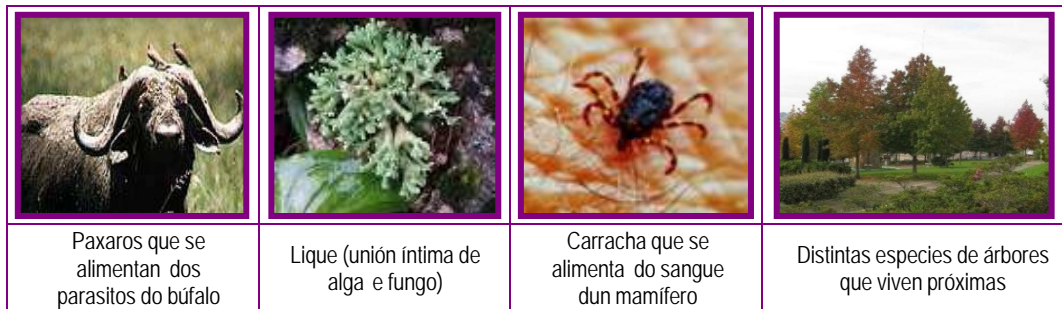 Paxaros que se
alimentan dos
parasitos do búfalo
Lique (unión íntima de
alga e fungo)
Carracha que se
alimenta do sangue
dun mamífero
Distintas especies de árbores
que viven próximas